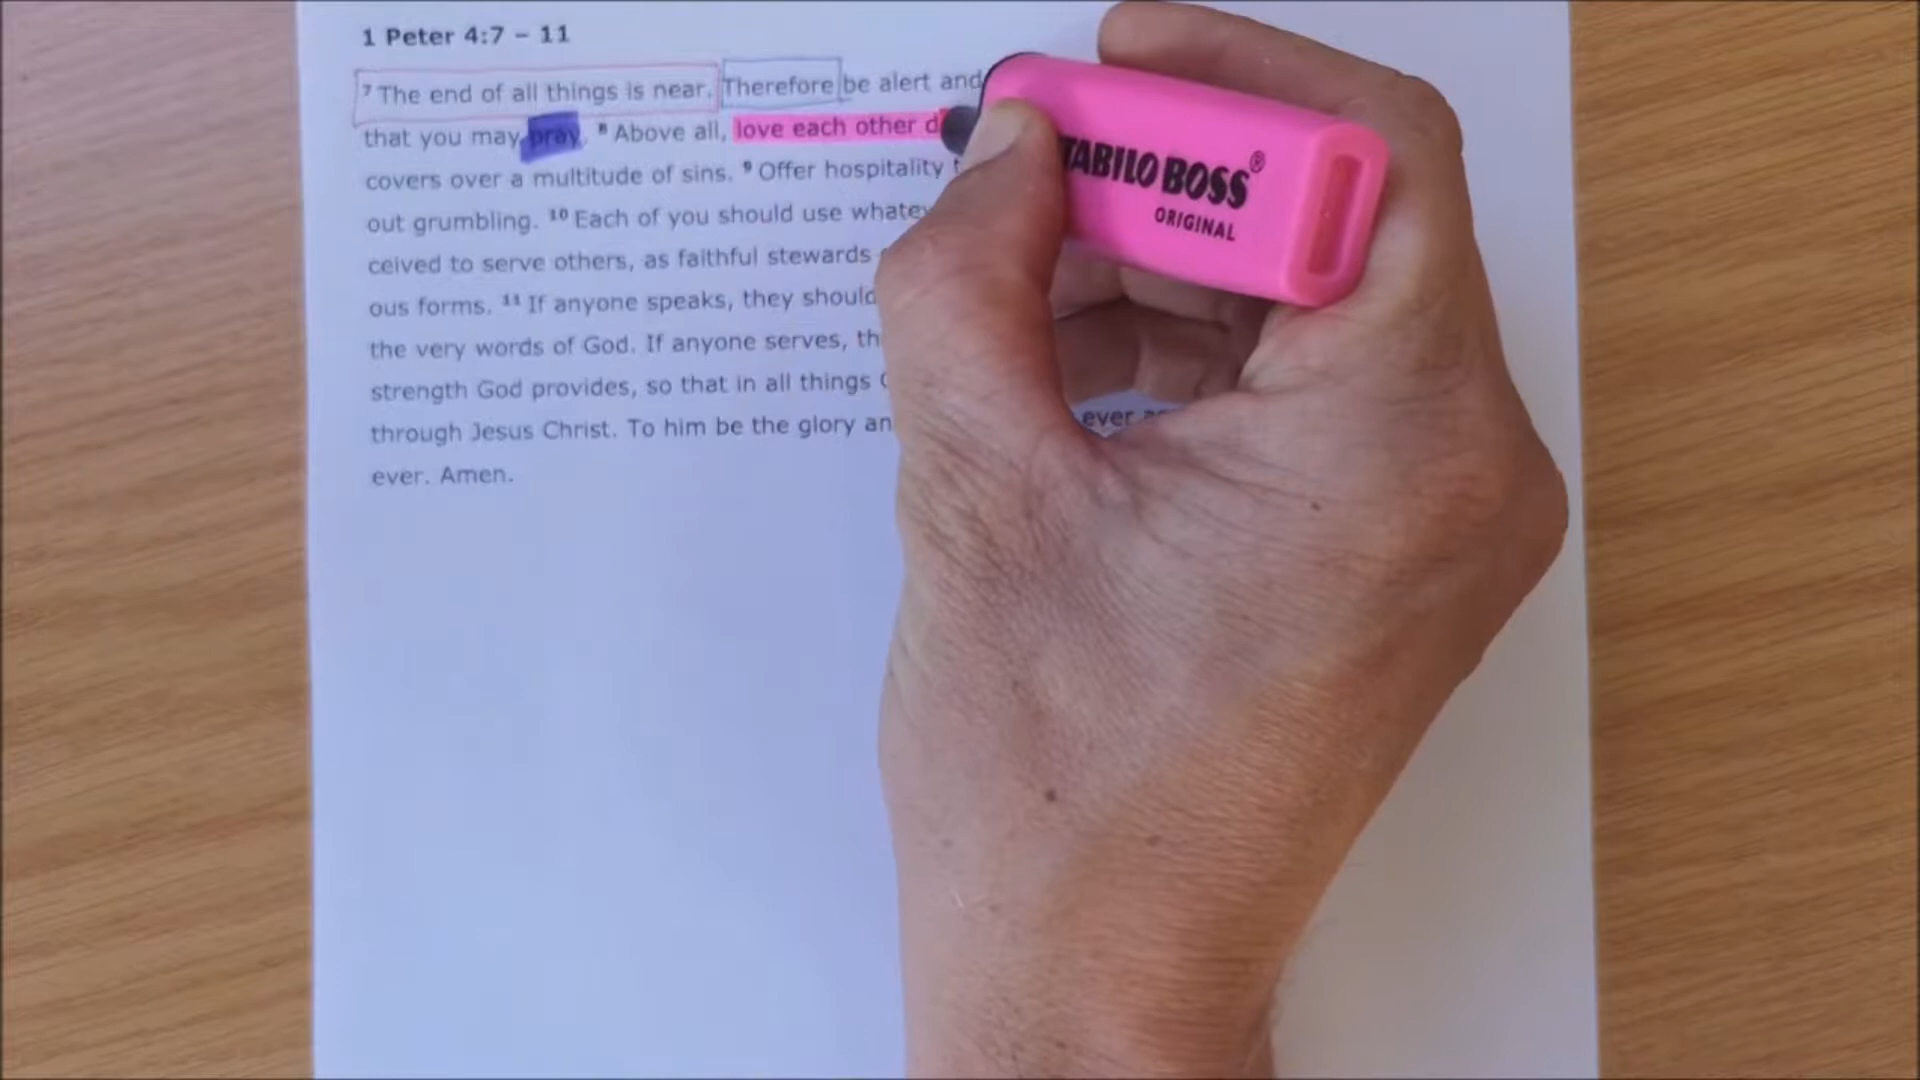 1 Peter 4:7 – 11
⁷ The end of all things is near. Therefore be alert and
that you may pray. ⁸ Above all, love each other d
covers over a multitude of sins. ⁹ Offer hospitality
out grumbling. ¹⁰ Each of you should use
ceived to serve others, as faithful stewards
ous forms. ¹¹ If anyone speaks, they should
the very words of God. If anyone serves, th
strength God provides, so that in all things
through Jesus Christ. To him be the glory an ever
ever. Amen.
TABILO BOSS®
ORIGINAL